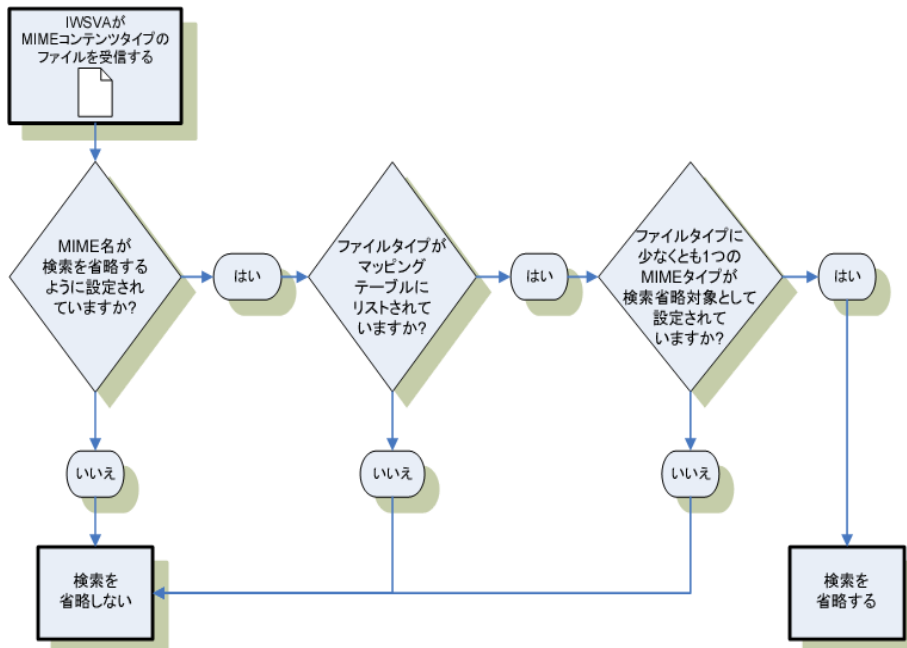 IWSVAが
MIMEコンテンツタイプの
ファイルを受信する
MIME名が
検索を省略する
ように設定され
ていますか?
はい
ファイルタイプが
マッピング
テーブルに
リストされて
いますか?
はい
ファイルタイプに
少なくとも1つの
MIMEタイプが
検索省略対象として
設定されて
いますか?
はい
いいえ
いいえ
いいえ
検索を
省略しない
検索を
省略する